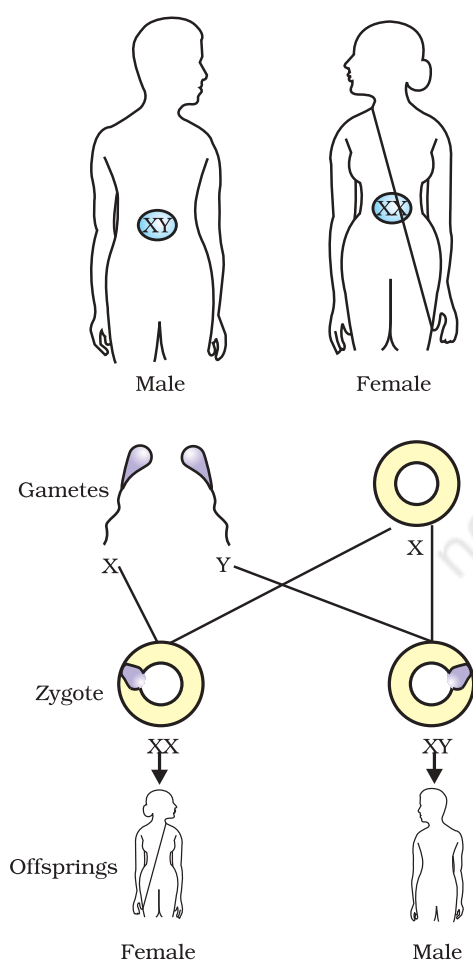 XY
XX
Male
Female
Gametes
X
Y
X
Zygote
XX
XY
Offsprings
Female
Male